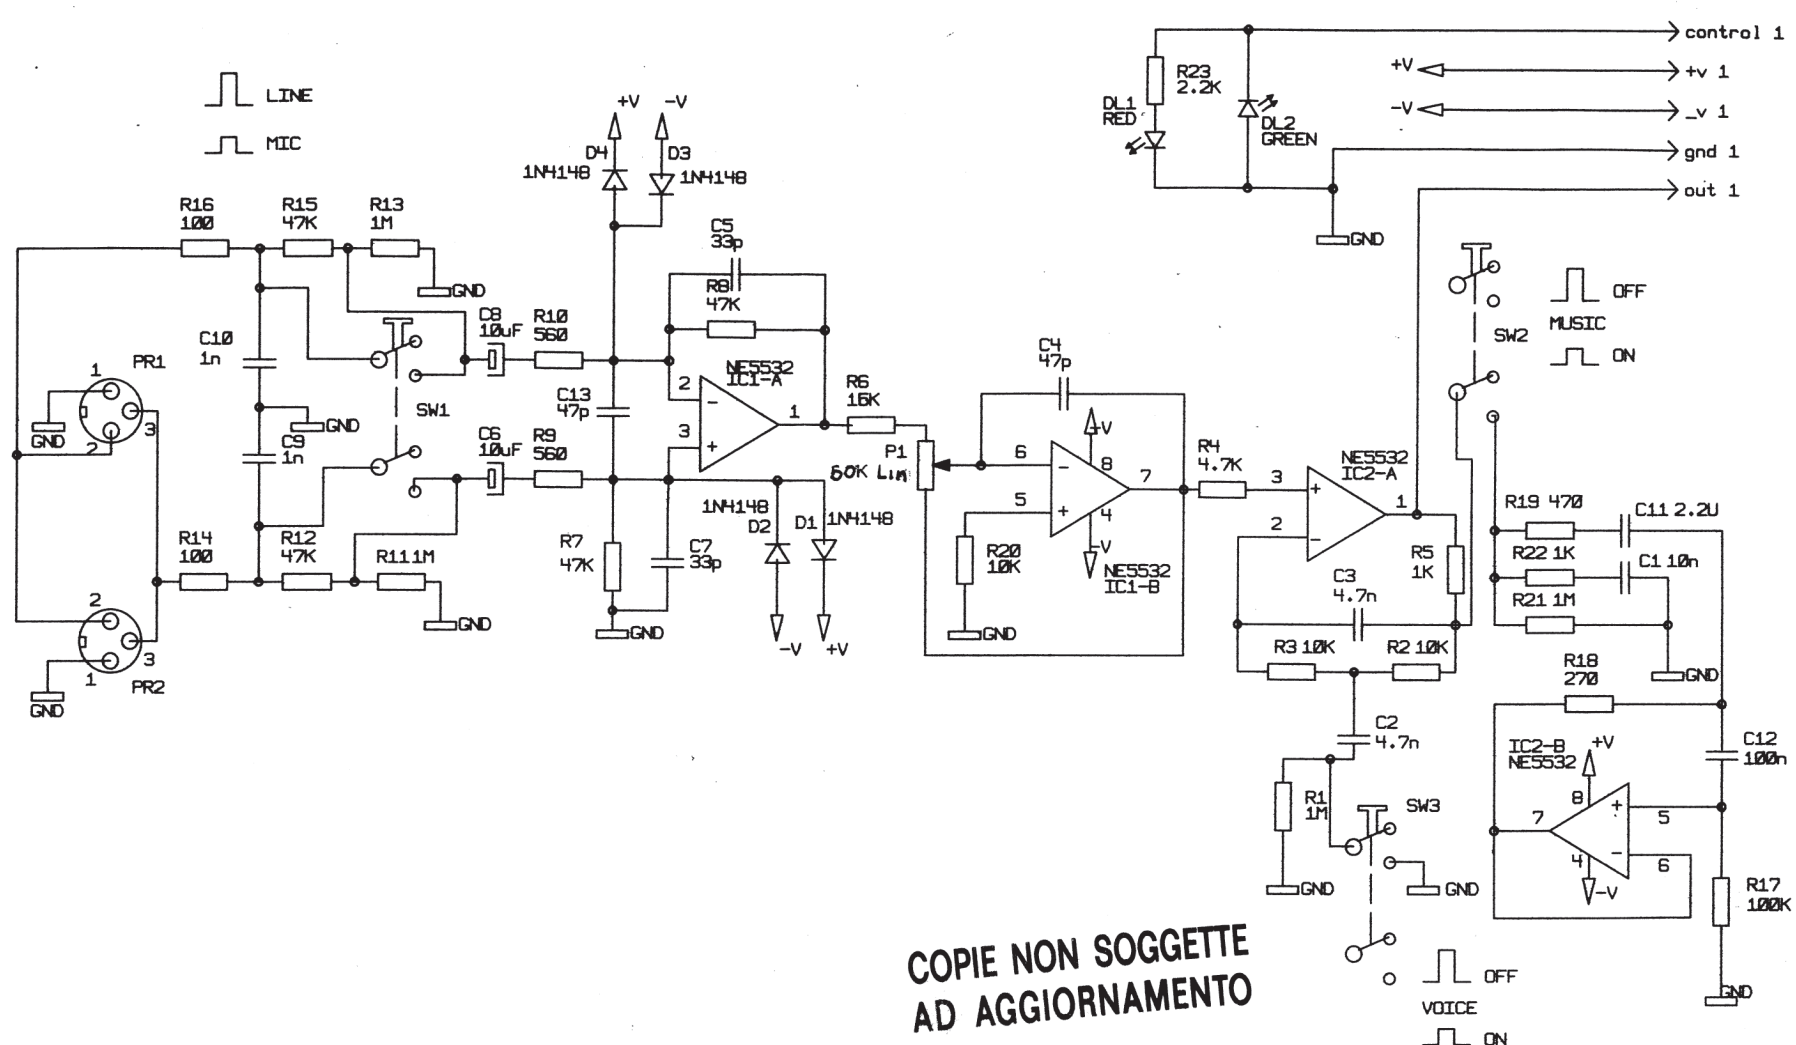 LINE
MIC
R16
100
R15
47K
R13
1M
GND
C10
1n
PR1
1
3
2
GND
GND
C9
1n
SW1
R14
100
R12
47K
R11 1M
GND
2
3
1
PR2
GND
+V
-V
D4
1N4148
D3
1N4148
C5
33p
R8
47K
C8
10uF
R10
560
NE5532
IC1-A
2
3
1
C13
47p
C6
10uF
R9
560
R7
47K
C7
33p
GND
1N4148
D2
D1
1N4148
-V
+V
R6
15K
P1
50K Lin
C4
47p
+V
8
6
5
7
4
-V
NE5532
IC1-B
R20
10K
GND
R4
4.7K
NE5532
IC2-A
3
2
1
R5
1K
C3
4.7n
R3 10K
R2 10K
C2
4.7n
R1
1M
GND
SW3
GND
OFF
VOICE
ON
control 1
+V
+v 1
-V
_v 1
gnd 1
out 1
R23
2.2K
DL1
RED
DL2
GREEN
GND
SW2
OFF
MUSIC
ON
R19 470
C11 2.2U
R22 1K
C1 10n
R21 1M
GND
R18
270
IC2-B
NE5532
+V
8
7
5
6
4
-V
C12
100n
R17
100K
GND
COPIE NON SOGGETTE
AD AGGIORNAMENTO